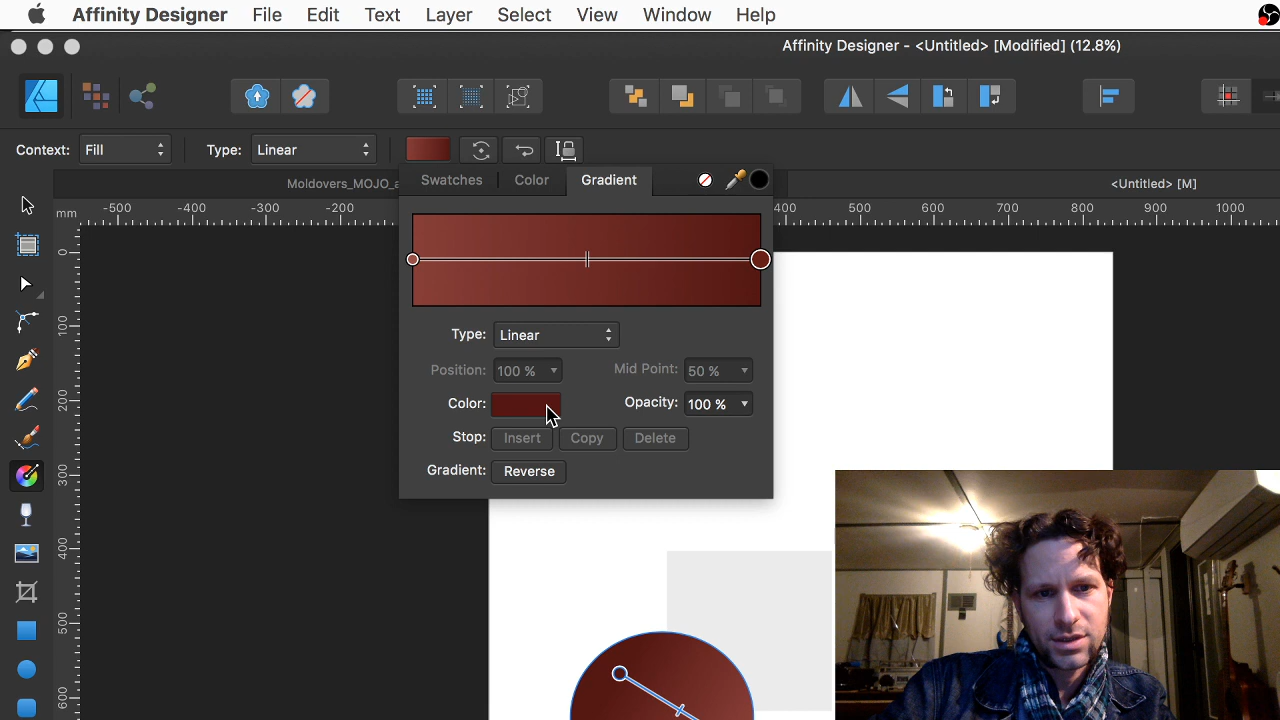 Affinity Designer File Edit Text Layer Select View Window Help
Affinity Designer - <Untitled> [Modified] (12.8%)
Context: Fill Type: Linear
Moldovers_MOJO_a <Untitled> [M]
Swatches Color Gradient
mm -500 -400 -300 -200 400 500 600 700 800 900 1000
0
100
200
300
400
500
600
Type: Linear
Position: 100 % Mid Point: 50 %
Color: Opacity: 100 %
Stop: Insert Copy Delete
Gradient: Reverse